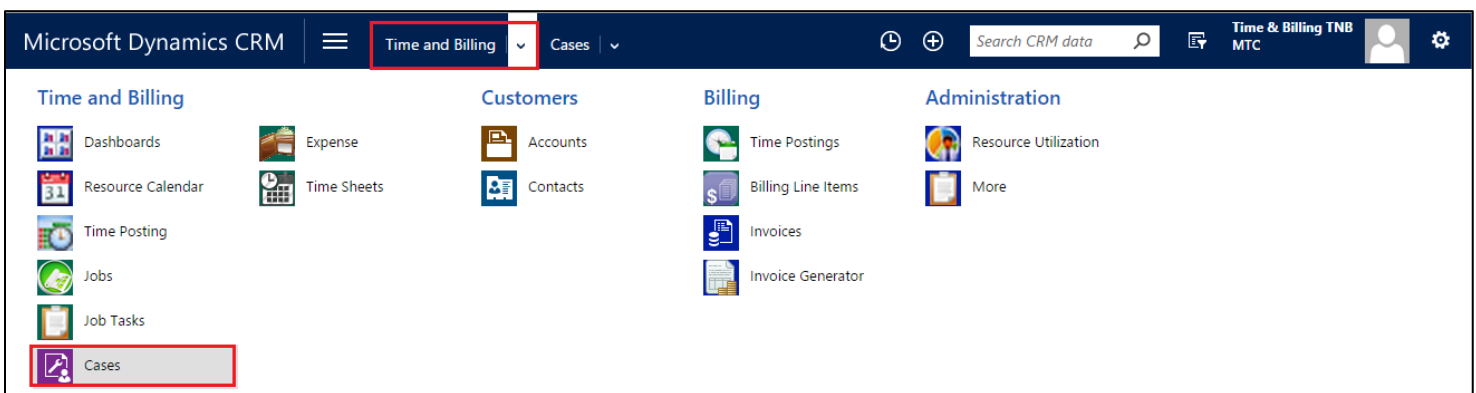 Microsoft Dynamics CRM
Time and Billing
Cases
Search CRM data
Time & Billing TNB
MTC
Time and Billing
Dashboards
Resource Calendar
31
Time Posting
Jobs
Job Tasks
Cases
Expense
Time Sheets
Customers
Accounts
Contacts
Billing
Time Postings
Billing Line Items
$
Invoices
Invoice Generator
Administration
Resource Utilization
More